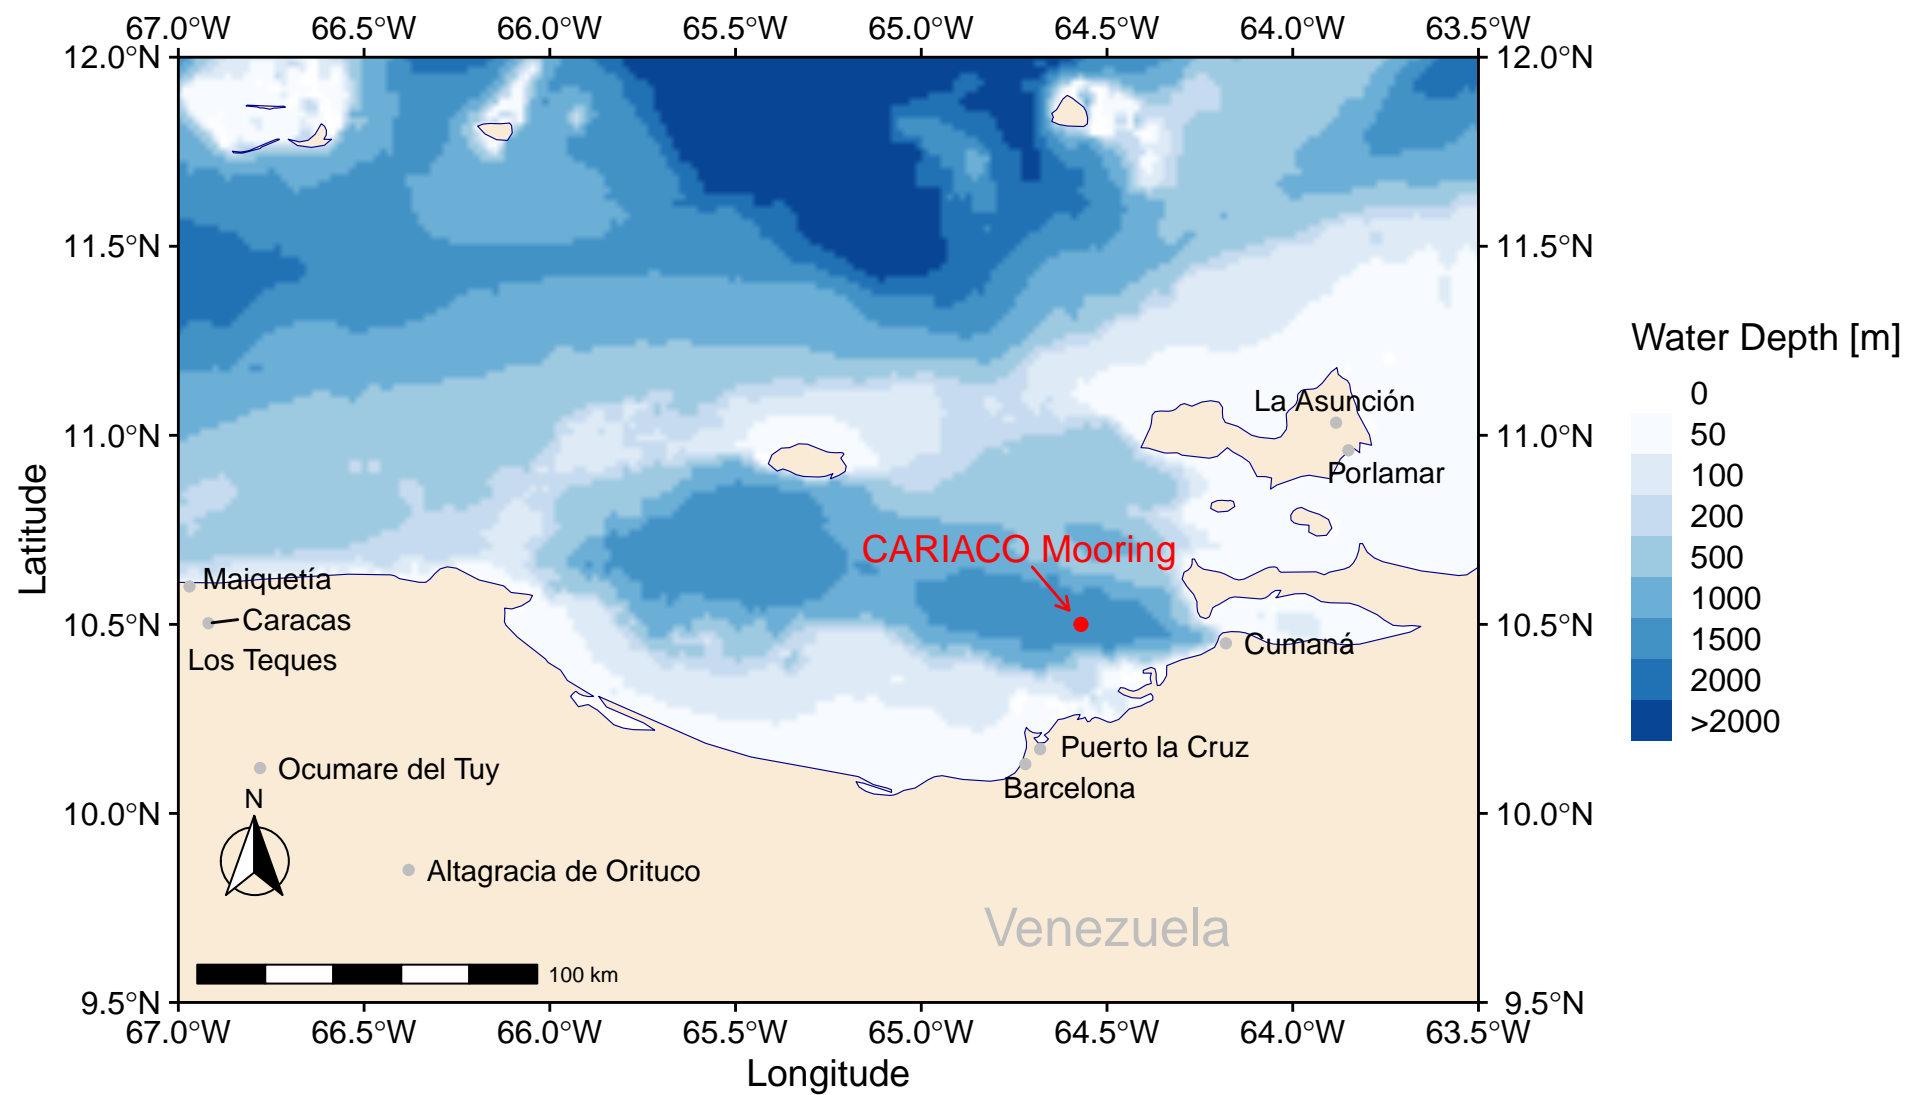 67.0°W 66.5°W 66.0°W 65.5°W 65.0°W 64.5°W 64.0°W 63.5°W
12.0°N 12.0°N
11.5°N 11.5°N
Water Depth [m]
0
La Asunción
50
11.0°N 11.0°N
Porlamar
100
200
Latitude
CARIACO Mooring
500
Maiquetía
1000
Caracas
10.5°N 10.5°N
Cumaná
1500
Los Teques
2000
>2000
Puerto la Cruz
Ocumare del Tuy
Barcelona
N
10.0°N 10.0°N
Altagracia de Orituco
Venezuela
100 km
9.5°N 9.5°N
67.0°W 66.5°W 66.0°W 65.5°W 65.0°W 64.5°W 64.0°W 63.5°W
Longitude